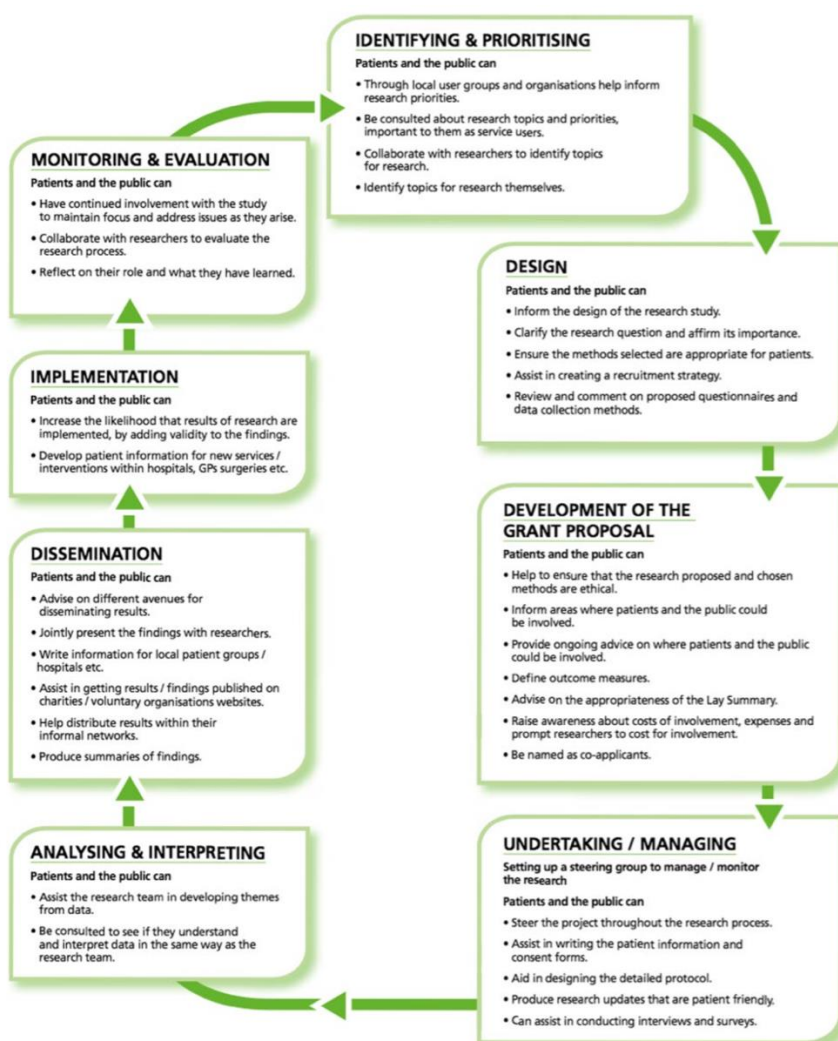 IDENTIFYING & PRIORITISING
Patients and the public can
• Through local user groups and organisations help inform
research priorities.
• Be consulted about research topics and priorities,
important to them as service users.
• Collaborate with researchers to identify topics
for research.
• Identify topics for research themselves.
DESIGN
Patients and the public can
• Inform the design of the research study.
• Clarify the research question and affirm its importance.
• Ensure the methods selected are appropriate for patients.
• Assist in creating a recruitment strategy.
• Review and comment on proposed questionnaires and
data collection methods.
DEVELOPMENT OF THE
GRANT PROPOSAL
Patients and the public can
• Help to ensure that the research proposed and chosen
methods are ethical.
• Inform areas where patients and the public could
be involved.
• Provide ongoing advice on where patients and the public
could be involved.
• Define outcome measures.
• Advise on the appropriateness of the Lay Summary.
• Raise awareness about costs of involvement, expenses and
prompt researchers to cost for involvement.
• Be named as co-applicants.
UNDERTAKING / MANAGING
Setting up a steering group to manage / monitor
the research
Patients and the public can
• Steer the project throughout the research process.
• Assist in writing the patient information and
consent forms.
• Aid in designing the detailed protocol.
• Produce research updates that are patient friendly.
• Can assist in conducting interviews and surveys.
ANALYSING & INTERPRETING
Patients and the public can
• Assist the research team in developing themes
from data.
• Be consulted to see if they understand
and interpret data in the same way as the
research team.
DISSEMINATION
Patients and the public can
• Advise on different avenues for
disseminating results.
• Jointly present the findings with researchers.
• Write information for local patient groups /
hospitals etc.
• Assist in getting results / findings published on
charities / voluntary organisations websites.
• Help distribute results within their
informal networks.
• Produce summaries of findings.
IMPLEMENTATION
Patients and the public can
• Increase the likelihood that results of research are
implemented, by adding validity to the findings.
• Develop patient information for new services /
interventions within hospitals, GPs surgeries etc.
MONITORING & EVALUATION
Patients and the public can
• Have continued involvement with the study
to maintain focus and address issues as they arise.
• Collaborate with researchers to evaluate the
research process.
• Reflect on their role and what they have learned.